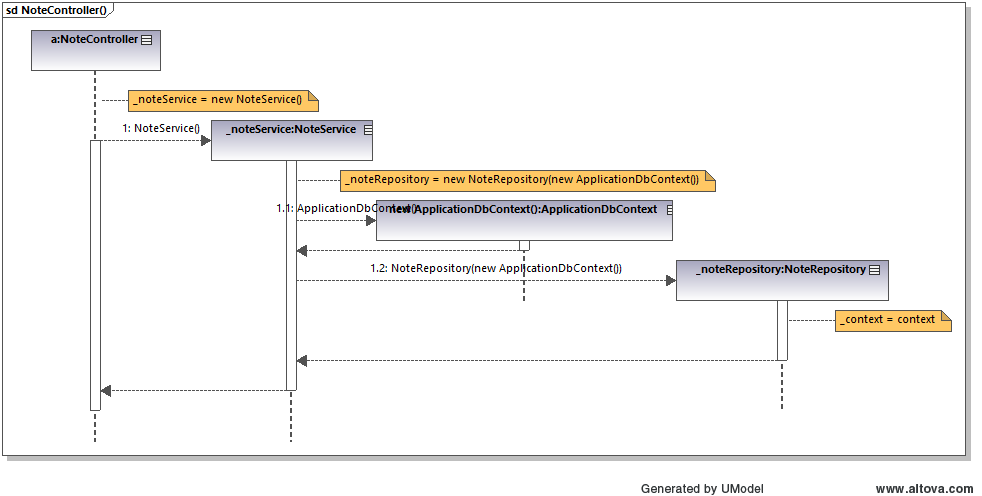 sd NoteController()
a:NoteController
_noteService = new NoteService()
1: NoteService()
_noteService:NoteService
_noteRepository = new NoteRepository(new ApplicationDbContext())
1.1: ApplicationDbContext()
new ApplicationDbContext():ApplicationDbContext
1.2: NoteRepository(new ApplicationDbContext())
_noteRepository:NoteRepository
_context = context
Generated by UModel
www.altova.com